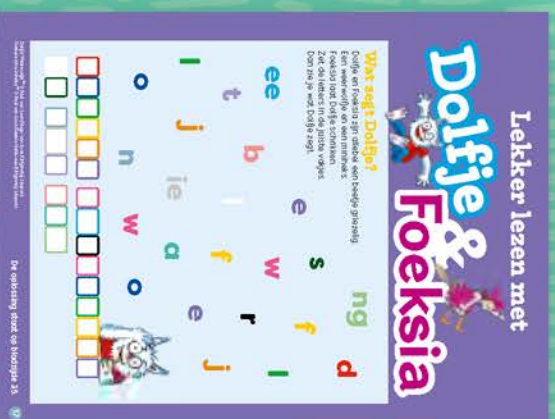 Lekker lezen met
Dolfje &
Foeksia
Wat zegt Dolfje?
Dolfje en Foeksia zijn allebei een beetje griezelig.
Een weerwolfje en een miniheks.
Foeksia laat Dolfje schrikken.
Zet de letters in de juiste vakjes.
Dan zie je wat Dolfje zegt.
ng d
s f
e w l
ee b f r
t e j
l j ie a
o n w o
De oplossing staat op bladzijde 35.